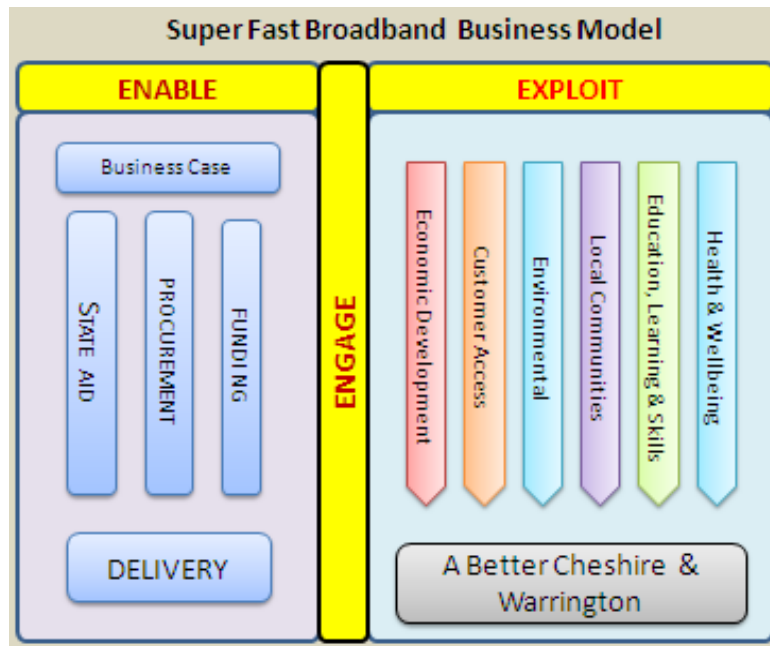 Super Fast Broadband Business Model
ENABLE
EXPLOIT
Business Case
STATE AID
PROCUREMENT
FUNDING
DELIVERY
ENGAGE
Economic Development
Customer Access
Environmental
Local Communities
Education, Learning & Skills
Health & Wellbeing
A Better Cheshire &
Warrington